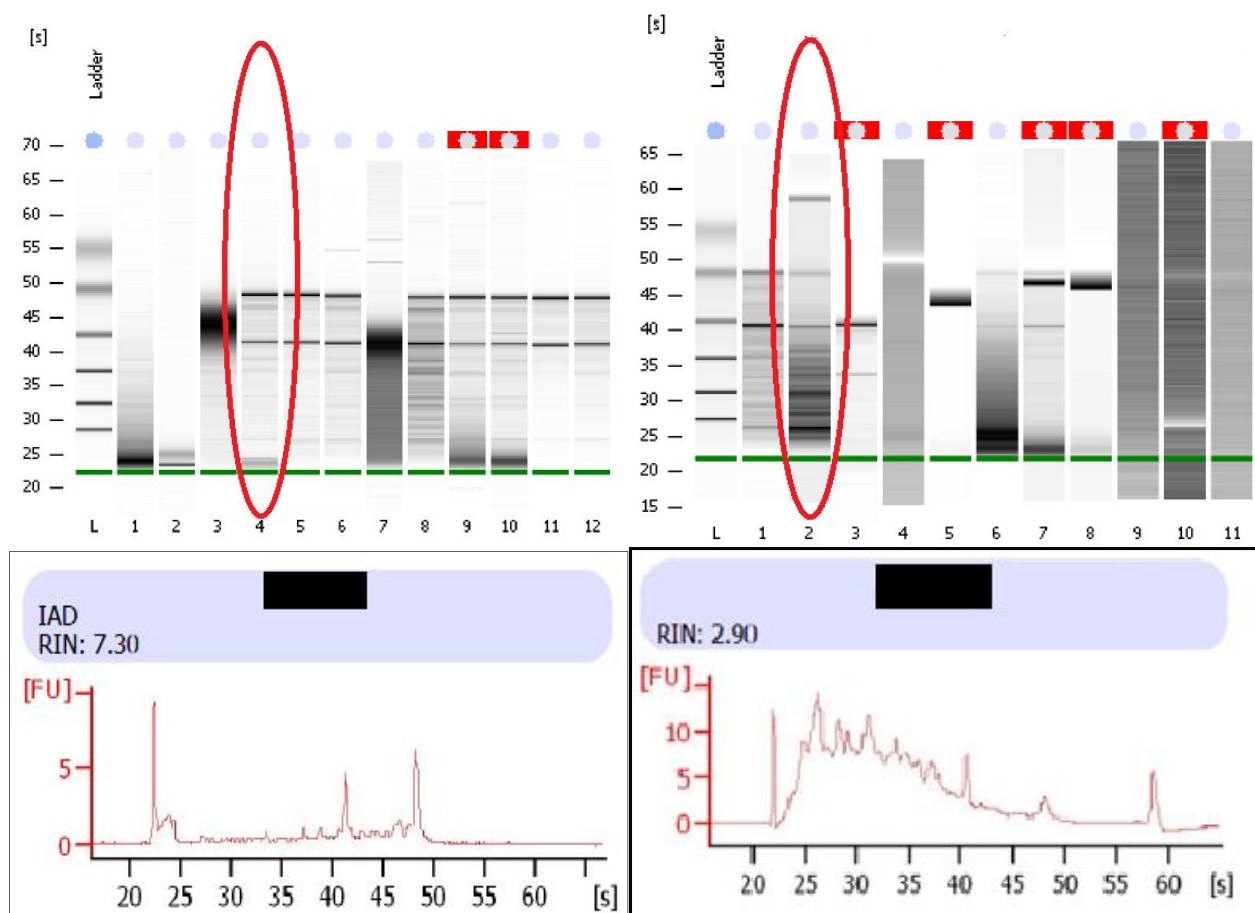 [s]
Ladder
70
65
60
55
50
45
40
35
30
25
20
L 1 2 3 4 5 6 7 8 9 10 11 12
[s]
Ladder
65
60
55
50
45
40
35
30
25
20
15
L 1 2 3 4 5 6 7 8 9 10 11
IAD
RIN: 7.30
[FU]
5
0
20 25 30 35 40 45 50 55 60 [s]
RIN: 2.90
[FU]
10
5
0
20 25 30 35 40 45 50 55 60 [s]